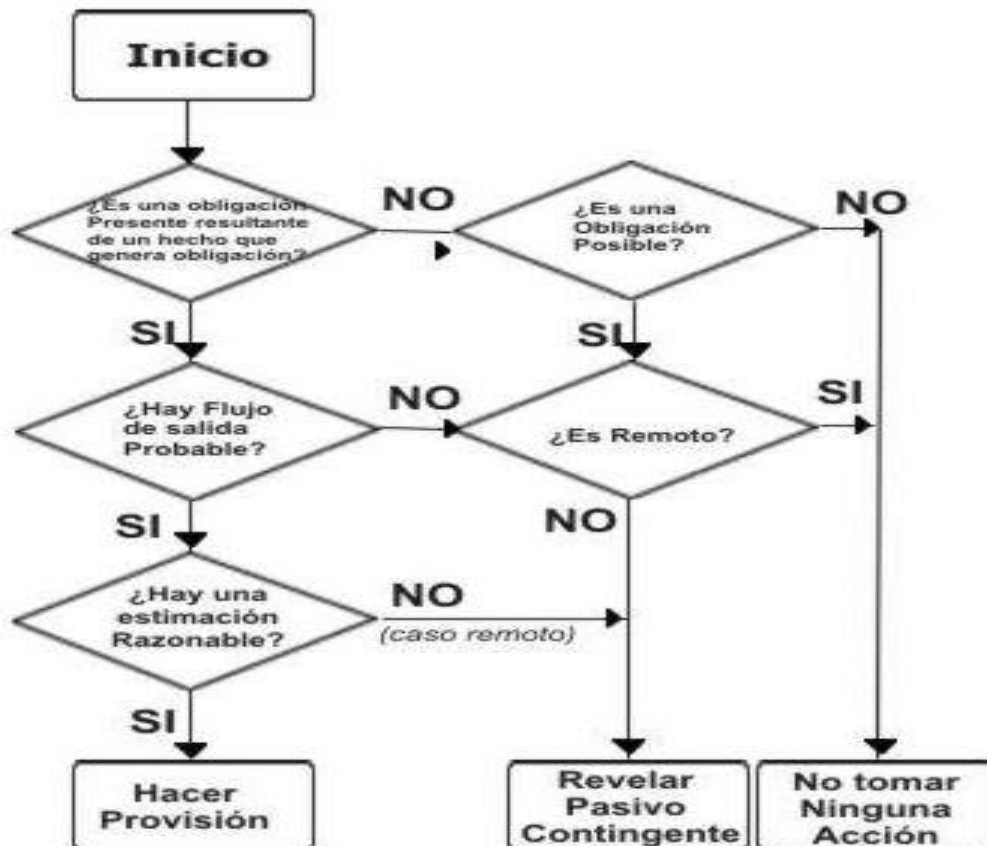 Inicio
¿Es una obligación
Presente resultante
de un hecho que
genera obligación?
NO
¿Es una
Obligación
Posible?
NO
SI
SI
¿Hay Flujo
de salida
Probable?
NO
¿Es Remoto?
SI
SI
NO
¿Hay una
estimación
Razonable?
NO
(caso remoto)
SI
Hacer
Provisión
Revelar
Pasivo
Contingente
No tomar
Ninguna
Acción